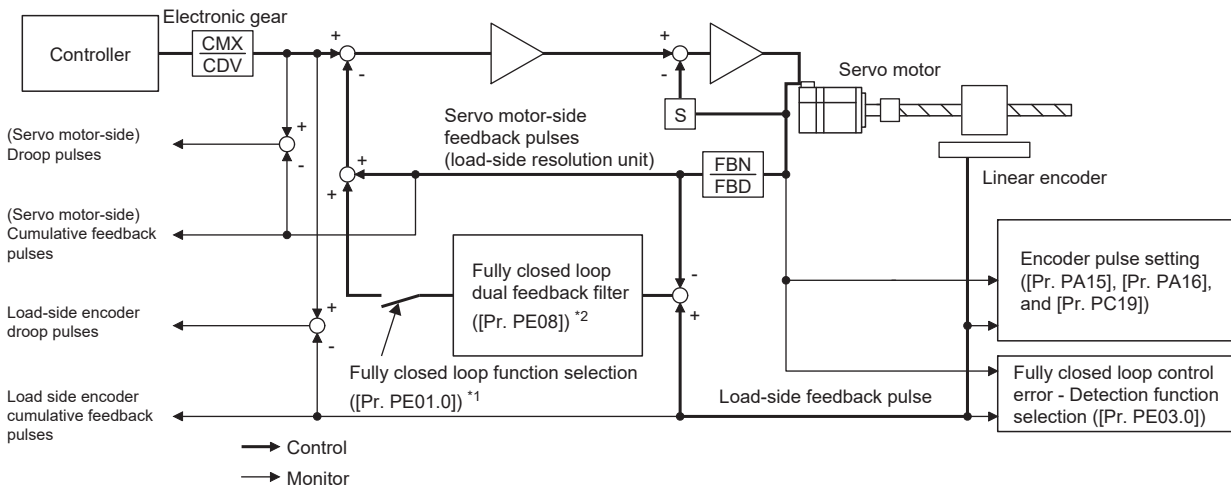 Electronic gear
Controller
CMX
CDV
+
-
+
-
S
Servo motor
Servo motor-side
feedback pulses
(load-side resolution unit)
FBN
FBD
Linear encoder
(Servo motor-side)
Droop pulses
+
-
+
+
(Servo motor-side)
Cumulative feedback
pulses
Fully closed loop
dual feedback filter
([Pr. PE08]) *2
-
+
Encoder pulse setting
([Pr. PA15], [Pr. PA16],
and [Pr. PC19])
Load-side encoder
droop pulses
+
-
Fully closed loop function selection
([Pr. PE01.0]) *1
Load-side feedback pulse
Fully closed loop control
error - Detection function
selection ([Pr. PE03.0])
Load side encoder
cumulative feedback
pulses
Control
Monitor